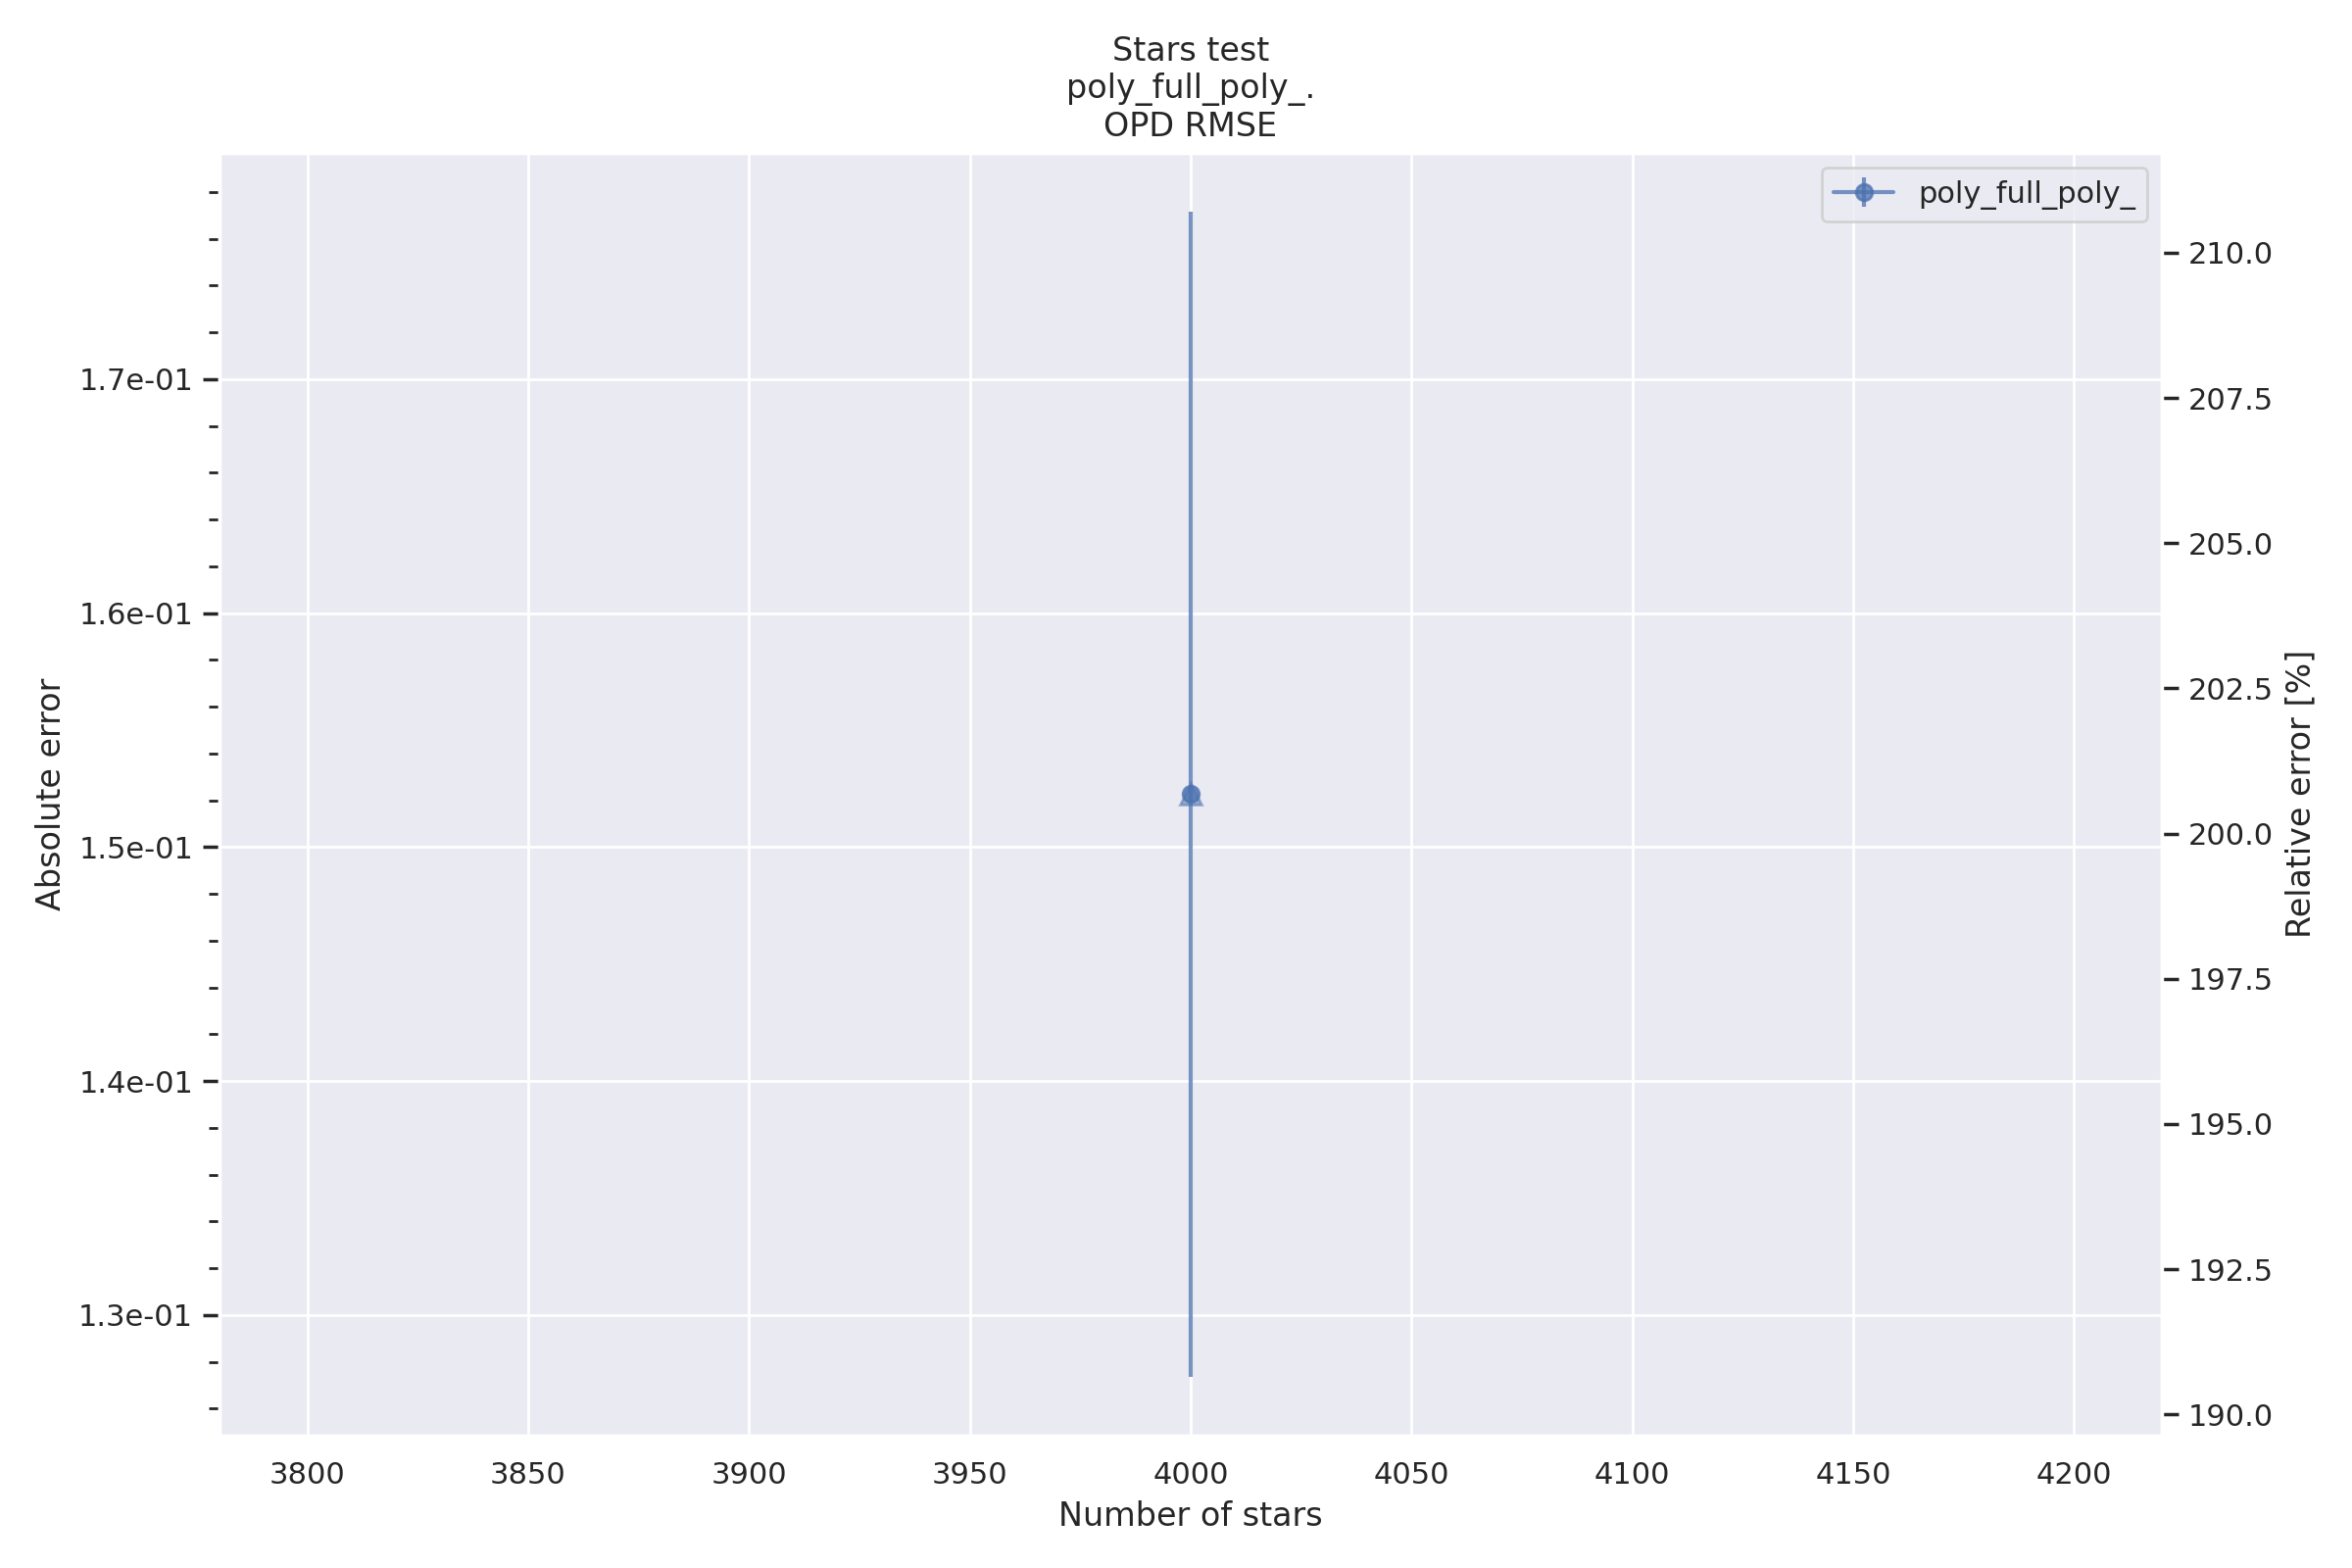 Stars test
poly_full_poly_.
OPD RMSE
poly_full_poly_
Absolute error
1.7e-01
1.6e-01
1.5e-01
1.4e-01
1.3e-01
210.0
207.5
205.0
202.5
200.0
197.5
195.0
192.5
190.0
Relative error [%]
3800 3850 3900 3950 4000 4050 4100 4150 4200
Number of stars